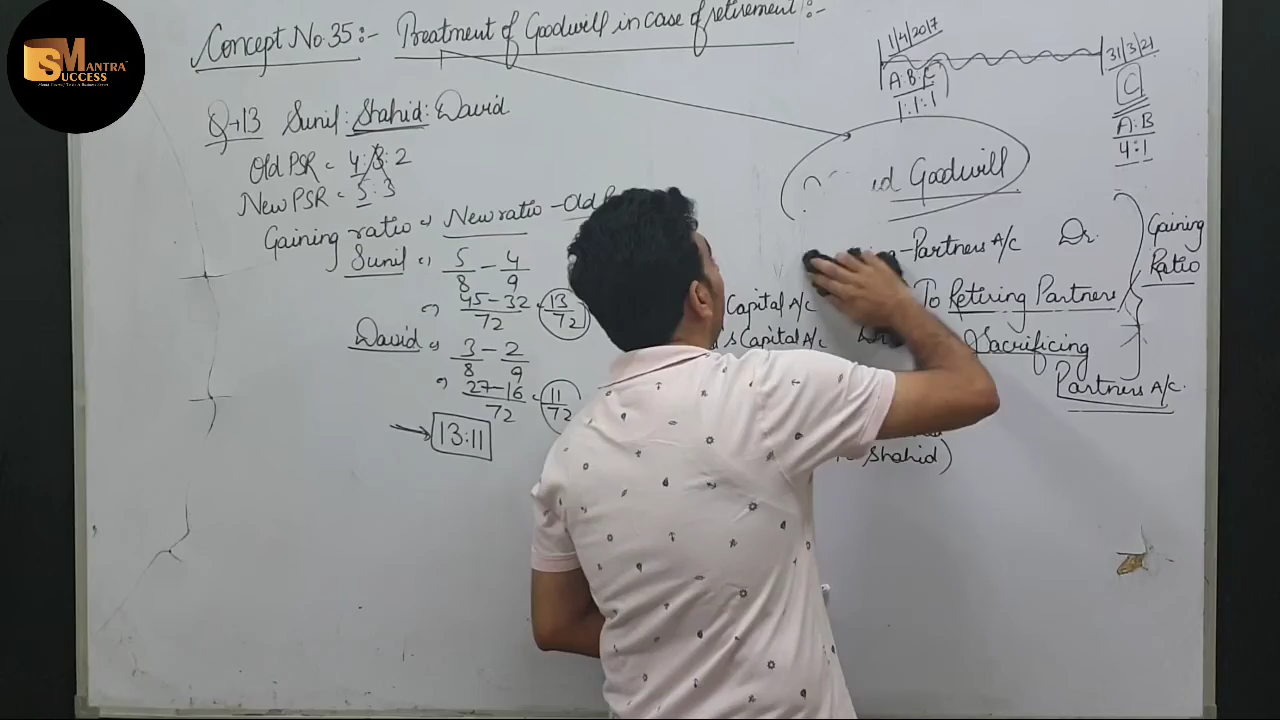 MANTRA
SUCCESS
Concept No.35:- Treatment of Goodwill in case of retirement:-
Q→13 Sunil: Shahid: David
Old PSR = 4:3:2
New PSR = 5:3
Gaining ratio = New ratio - Old
Sunil = 5/8 - 4/9
= 45-32/72 = 13/72
David = 3/8 - 2/9
= 27-16/72 = 11/72
→ 13:11
1/4/2017
31/3/21
A:B:C
1:1:1
C
A:B
4:1
Goodwill
-Partners A/c Dr.
To Retiring Partners
Sacrificing
Partners A/c.
Gaining
Ratio
Capital A/c
s Capital A/c Dr
Shahid)